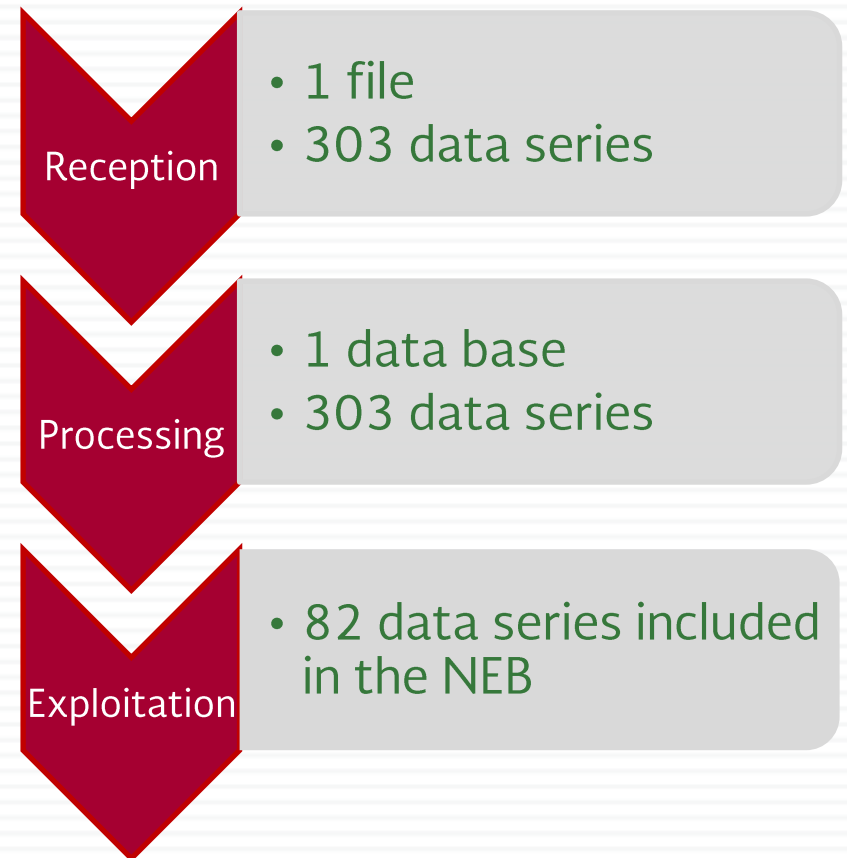 Reception
• 1 file
• 303 data series
Processing
• 1 data base
• 303 data series
Exploitation
• 82 data series included
in the NEB